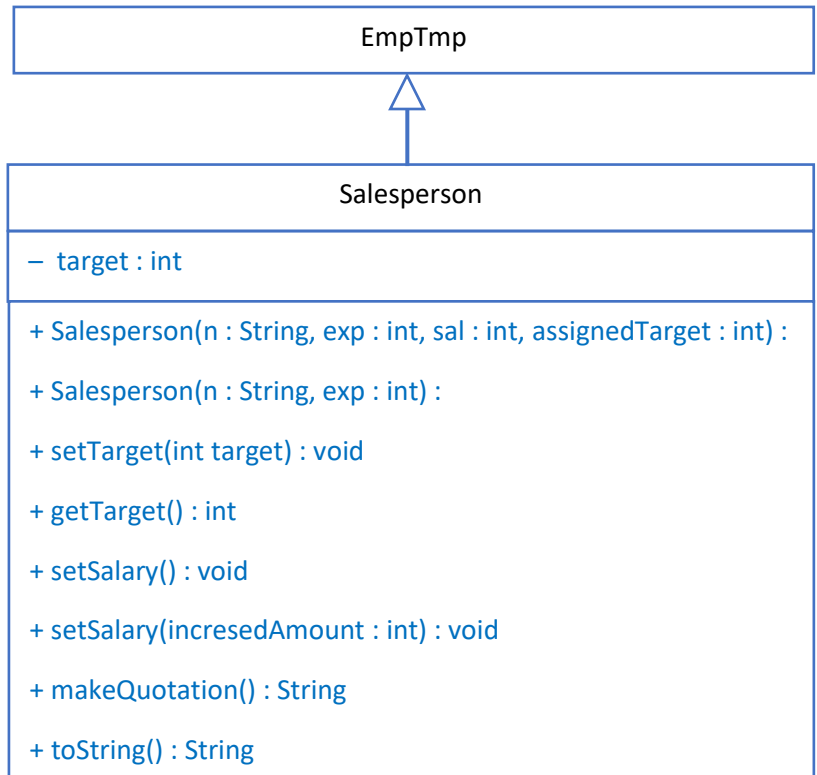 EmpTmp
Salesperson
– target : int
+ Salesperson(n : String, exp : int, sal : int, assignedTarget : int) :
+ Salesperson(n : String, exp : int) :
+ setTarget(int target) : void
+ getTarget() : int
+ setSalary() : void
+ setSalary(incresedAmount : int) : void
+ makeQuotation() : String
+ toString() : String